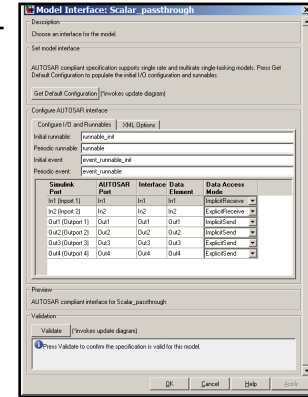 Model Interface: Scalar_passthrough
Description
Choose an interface for the model.
Set model interface
AUTOSAR compliant specification supports single rate and multirate single-tasking models. Press Get
Default Configuration to populate the initial I/O configuration and runnables.
Get Default Configuration (*invokes update diagram)
Configure AUTOSAR interface
Configure I/O and Runnables XML Options
Initial runnable: runnable_init
Periodic runnable: runnable
Initial event: event_runnable_init
Periodic event: event_runnable
Simulink Port AUTOSAR Port Interface Data Element Data Access Mode
In1 (Inport 1) In1 In1 In1 ImplicitReceive
In2 (Inport 2) In2 In2 In2 ExplicitReceive
Out1 (Outport 1) Out1 Out1 Out1 ImplicitSend
Out2 (Outport 2) Out2 Out2 Out2 ImplicitSend
Out3 (Outport 3) Out3 Out3 Out3 ExplicitSend
Out4 (Outport 4) Out4 Out4 Out4 ExplicitSend
Preview
AUTOSAR compliant interface for Scalar_passthrough
Validation
Validate (*invokes update diagram)
Press Validate to confirm the specification is valid for this model.
OK Cancel Help Apply